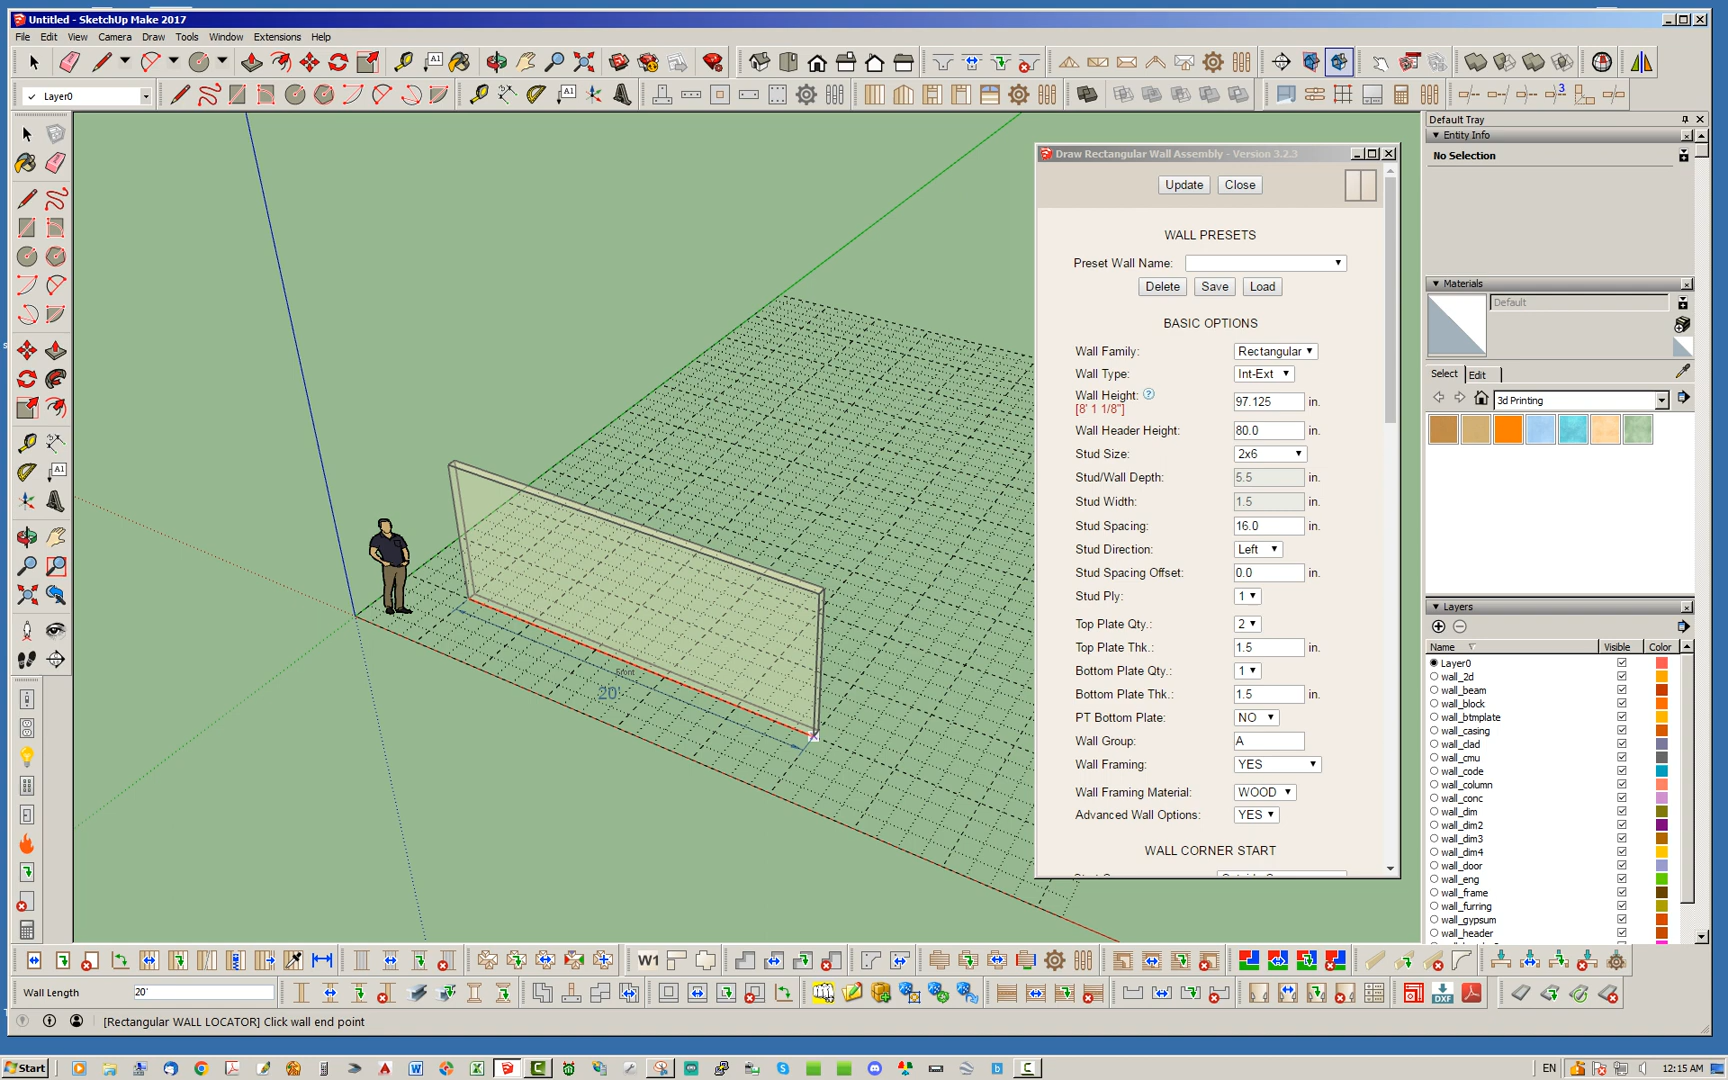 Untitled - SketchUp Make 2017
File Edit View Camera Draw Tools Window Extensions Help
Layer0
Default Tray
Entity Info
No Selection
Draw Rectangular Wall Assembly - Version 3.2.3
Update Close
WALL PRESETS
Preset Wall Name:
Delete Save Load
BASIC OPTIONS
Wall Family: Rectangular
Wall Type: Int-Ext
Wall Height: 97.125 in.
[8' 1 1/8"]
Wall Header Height: 80.0 in.
Stud Size: 2x6
Stud/Wall Depth: 5.5 in.
Stud Width: 1.5 in.
Stud Spacing: 16.0 in.
Stud Direction: Left
Stud Spacing Offset: 0.0 in.
Stud Ply: 1
Top Plate Qty.: 2
Top Plate Thk.: 1.5 in.
Bottom Plate Qty.: 1
Bottom Plate Thk.: 1.5 in.
PT Bottom Plate: NO
Wall Group: A
Wall Framing: YES
Wall Framing Material: WOOD
Advanced Wall Options: YES
WALL CORNER START
Front
20'
Materials
Default
Select Edit
3d Printing
Layers
Name Visible Color
Layer0
wall_2d
wall_beam
wall_block
wall_btmplate
wall_casing
wall_clad
wall_cmu
wall_code
wall_column
wall_conc
wall_dim
wall_dim2
wall_dim3
wall_dim4
wall_door
wall_eng
wall_frame
wall_furring
wall_gypsum
wall_header
W1
DXF
Wall Length 20'
[Rectangular WALL LOCATOR] Click wall end point
Start
EN
12:15 AM